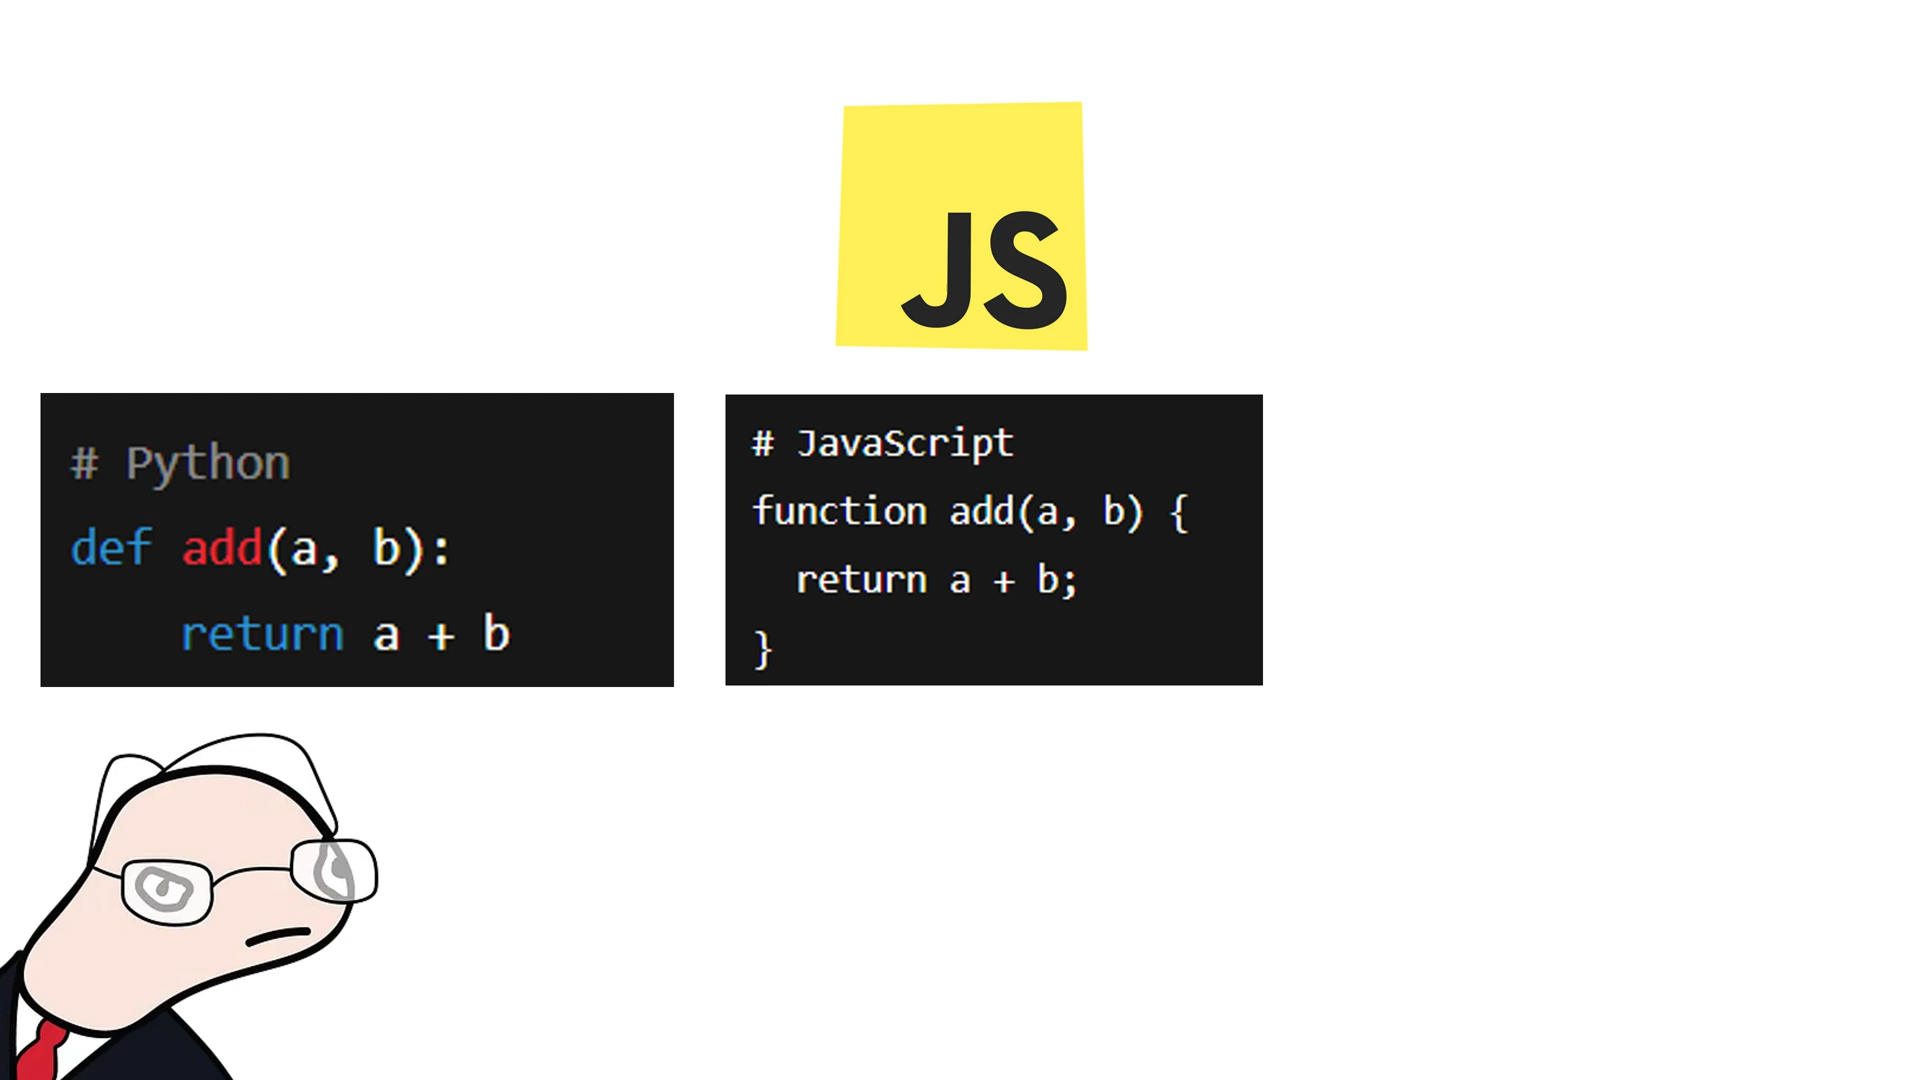 JS
# Python
def add(a, b):
    return a + b
# JavaScript
function add(a, b) {
  return a + b;
}